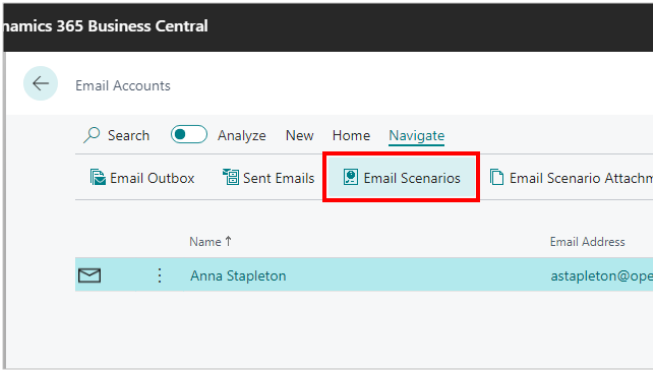 namics 365 Business Central
Email Accounts
Search Analyze New Home Navigate
Email Outbox Sent Emails Email Scenarios Email Scenario Attachm
Name ↑ Email Address
Anna Stapleton astapleton@ope